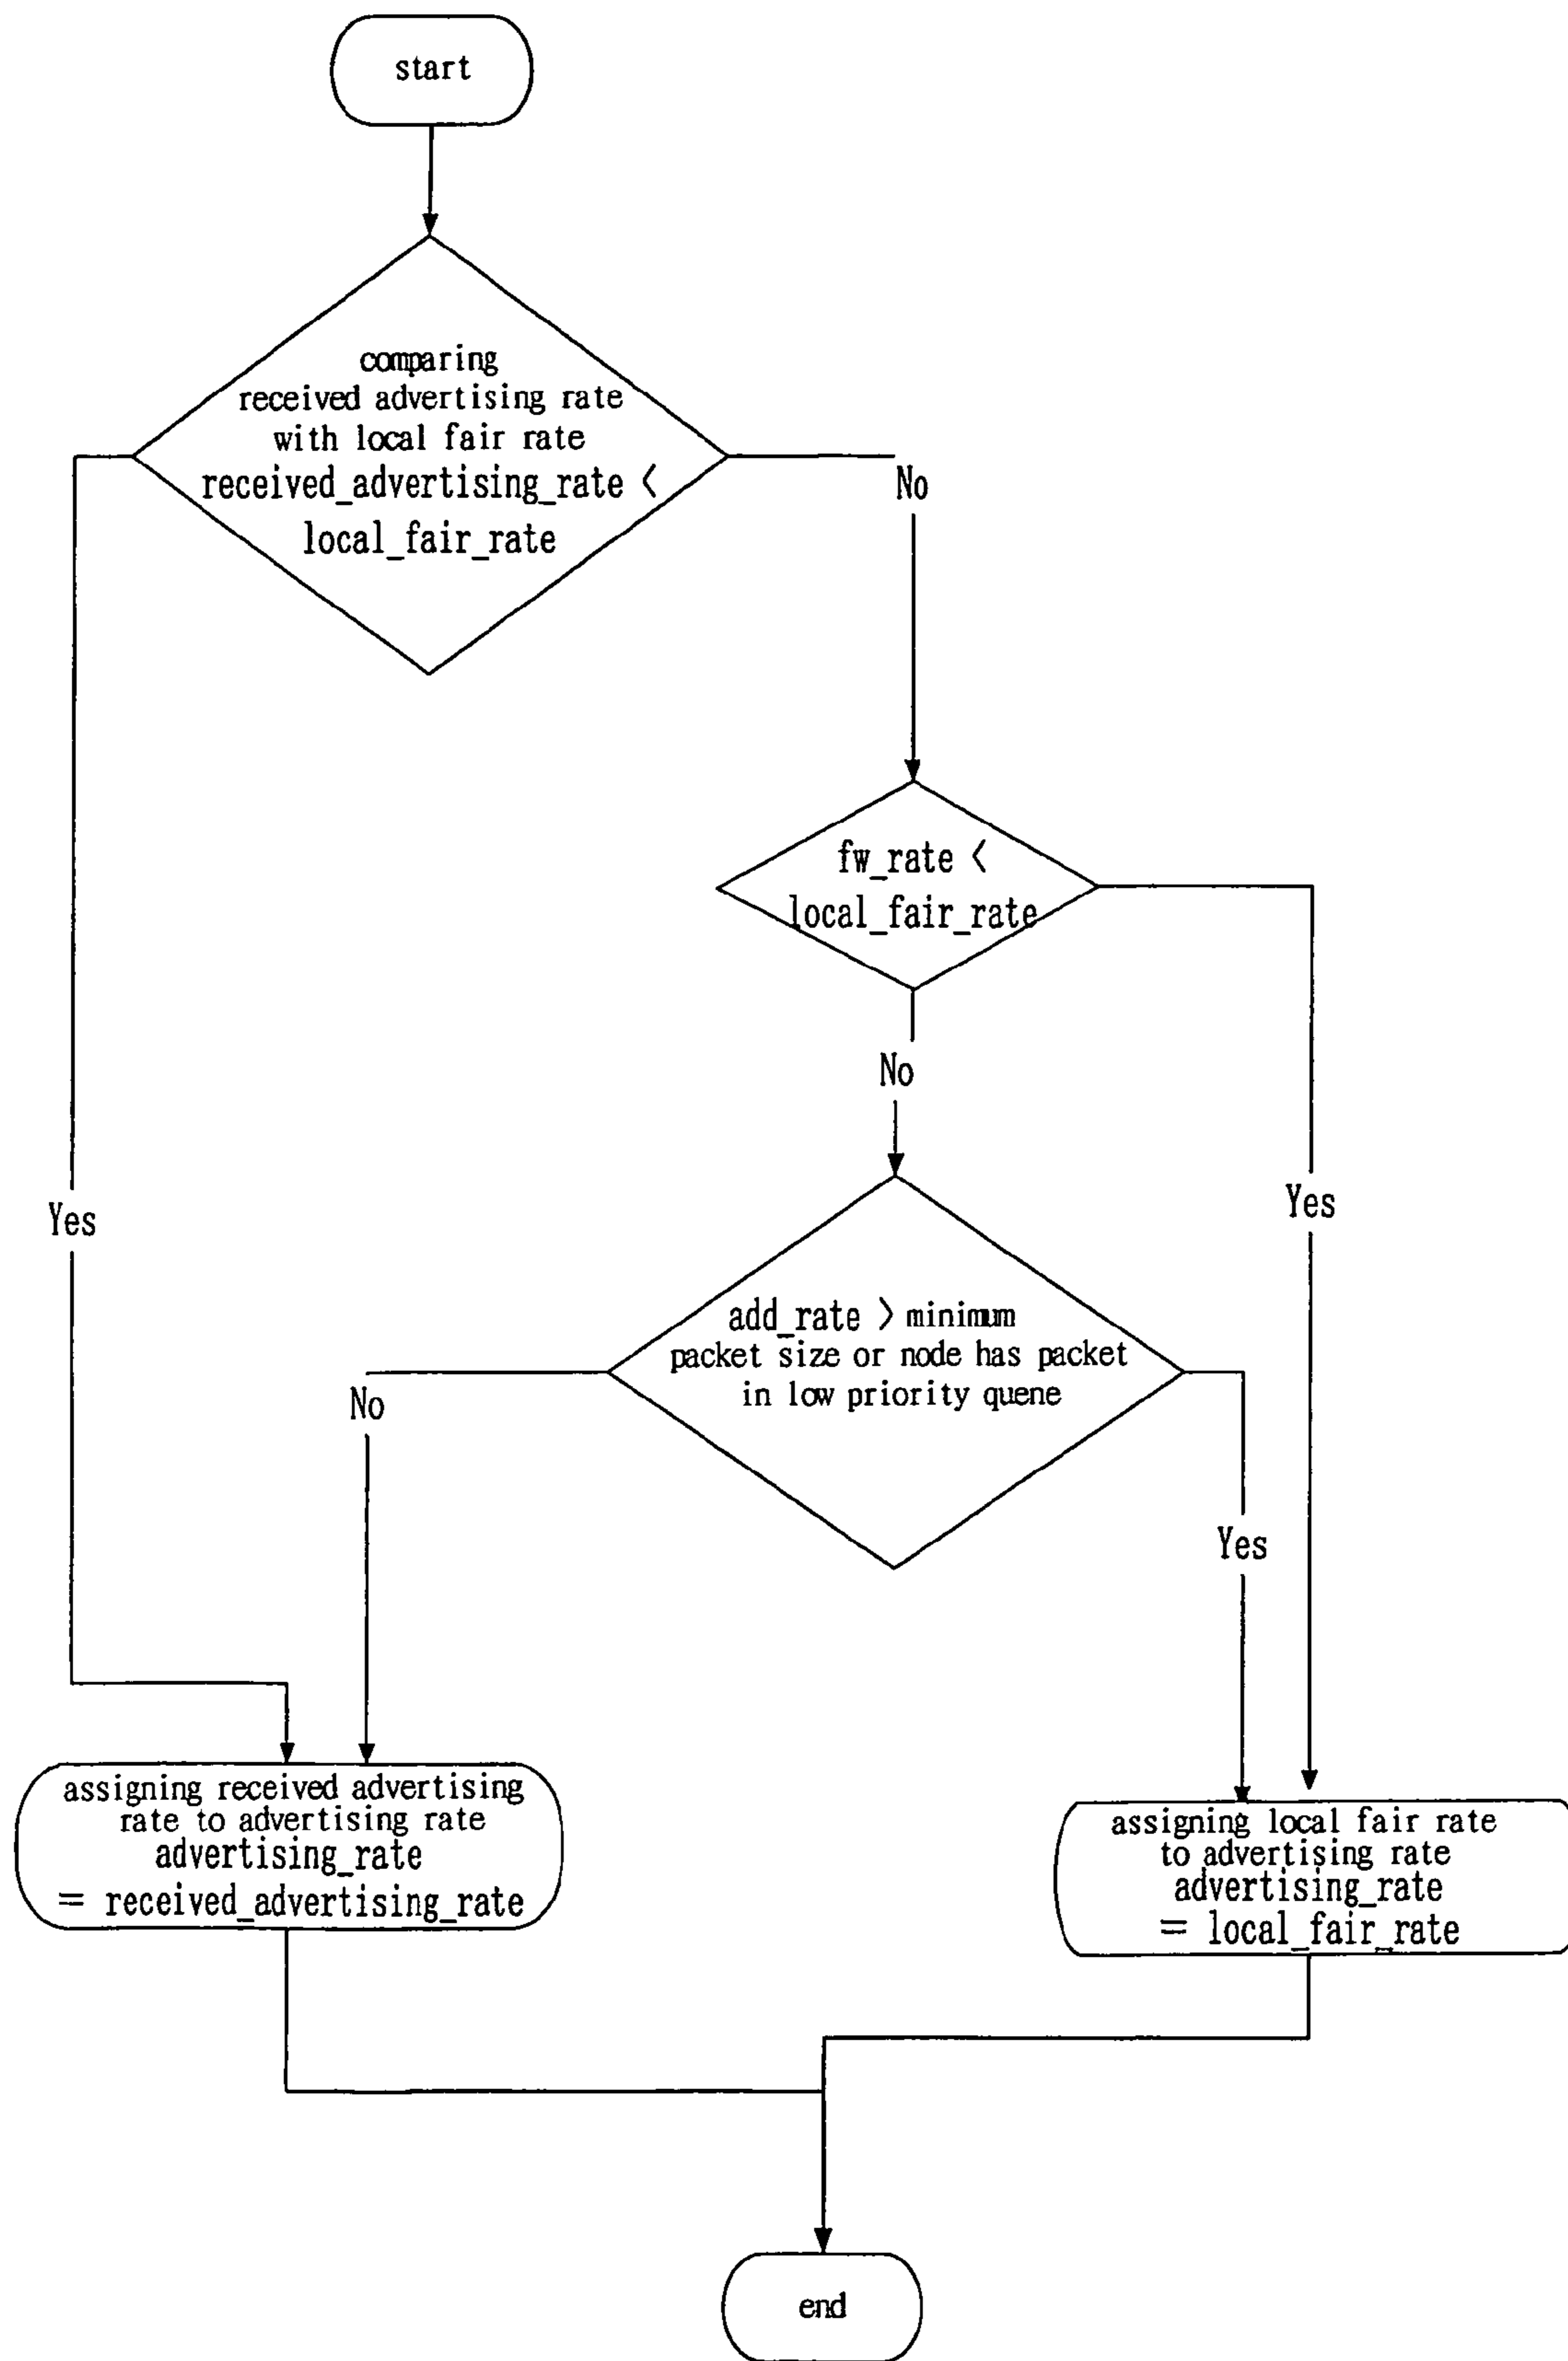 start
comparing
received advertising rate
with local fair rate
received_advertising_rate <
local_fair_rate
No
fw_rate <
local_fair_rate
No
Yes
Yes
add_rate > minimum
packet size or node has packet
in low priority quene
No
Yes
assigning received advertising
rate to advertising rate
advertising_rate
= received_advertising_rate
assigning local fair rate
to advertising rate
advertising_rate
= local_fair_rate
end